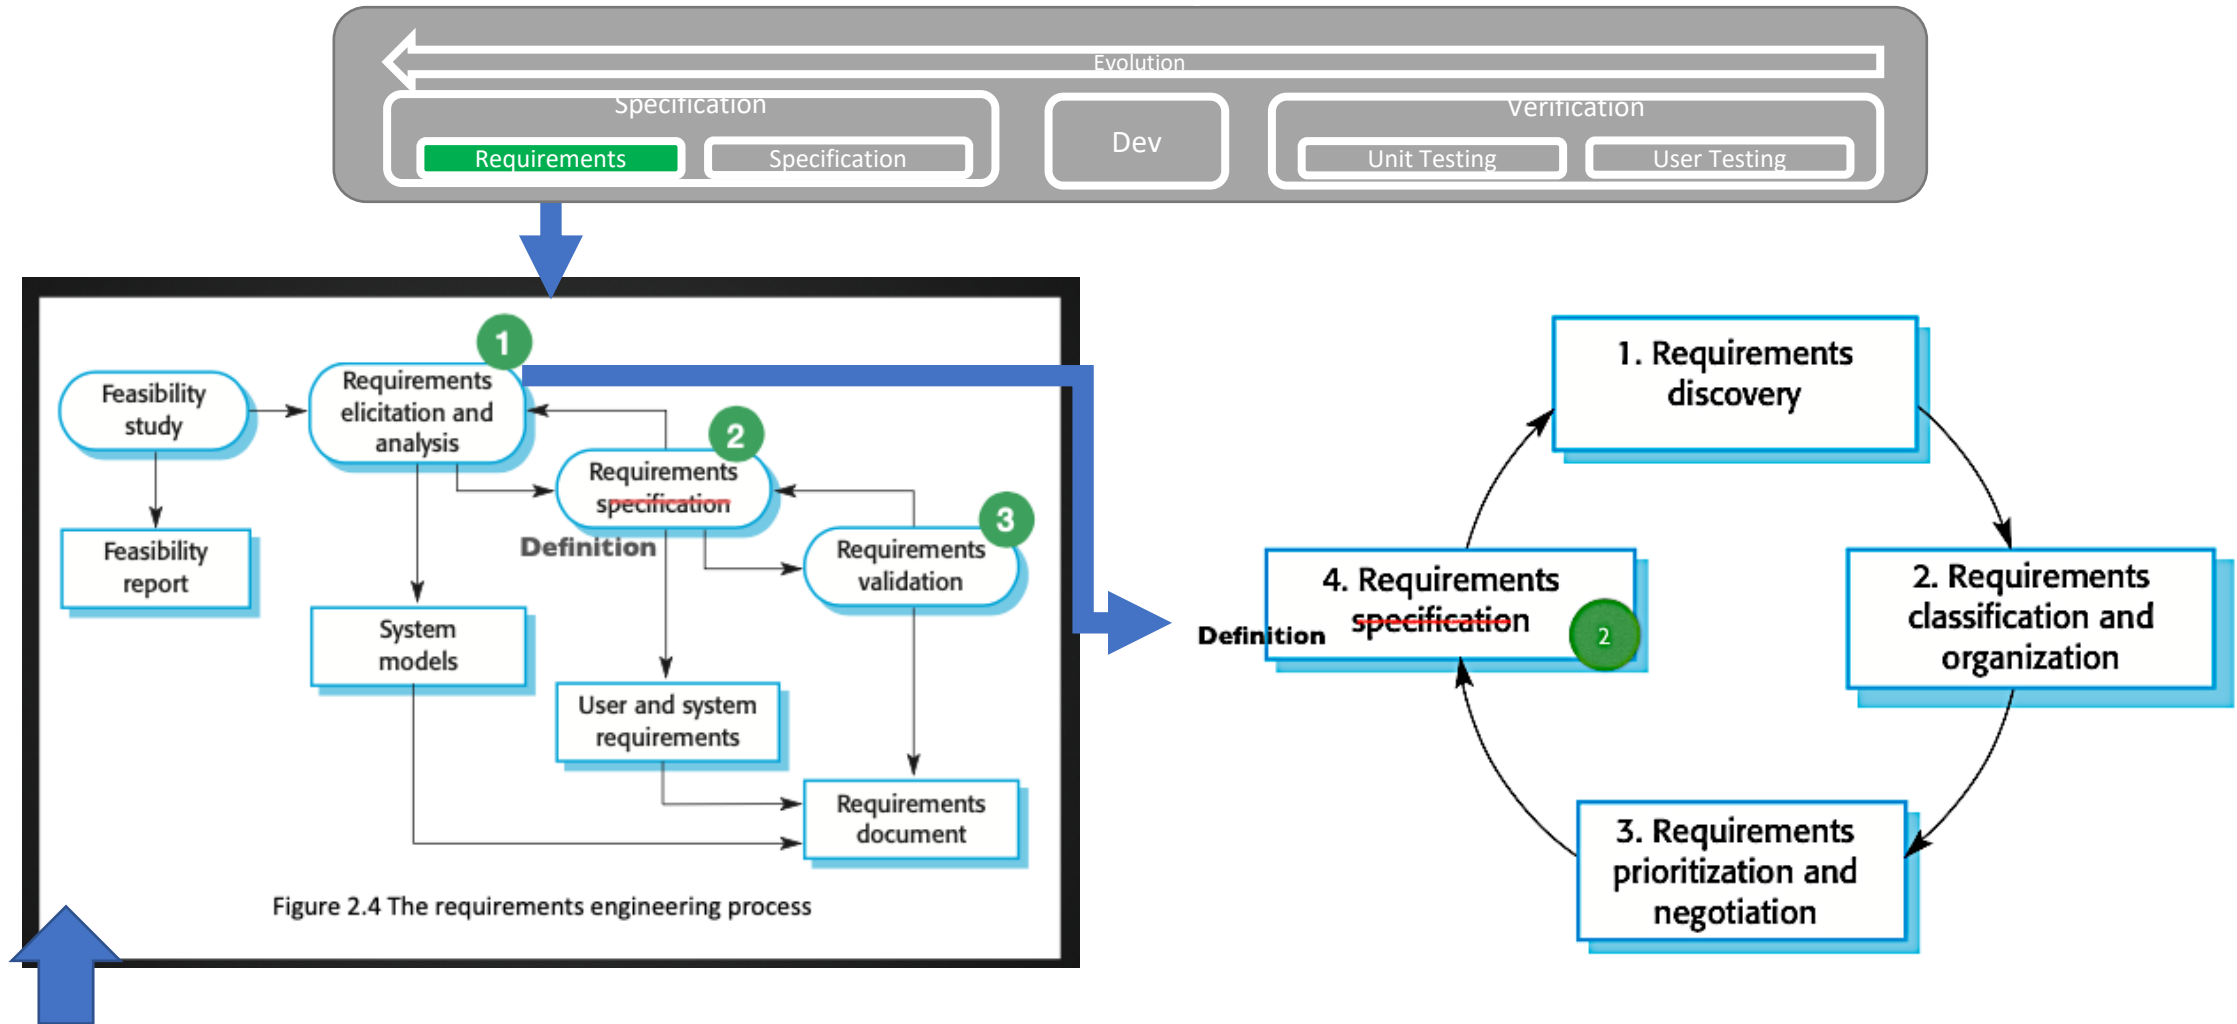 Evolution
Specification
Requirements
Specification
Dev
Verification
Unit Testing
User Testing
1
Feasibility
study
Requirements
elicitation and
analysis
2
Requirements
specification
Definition
3
Requirements
validation
Feasibility
report
System
models
User and system
requirements
Requirements
document
Figure 2.4 The requirements engineering process
1. Requirements
discovery
2. Requirements
classification and
organization
3. Requirements
prioritization and
negotiation
4. Requirements
specification
Definition
2